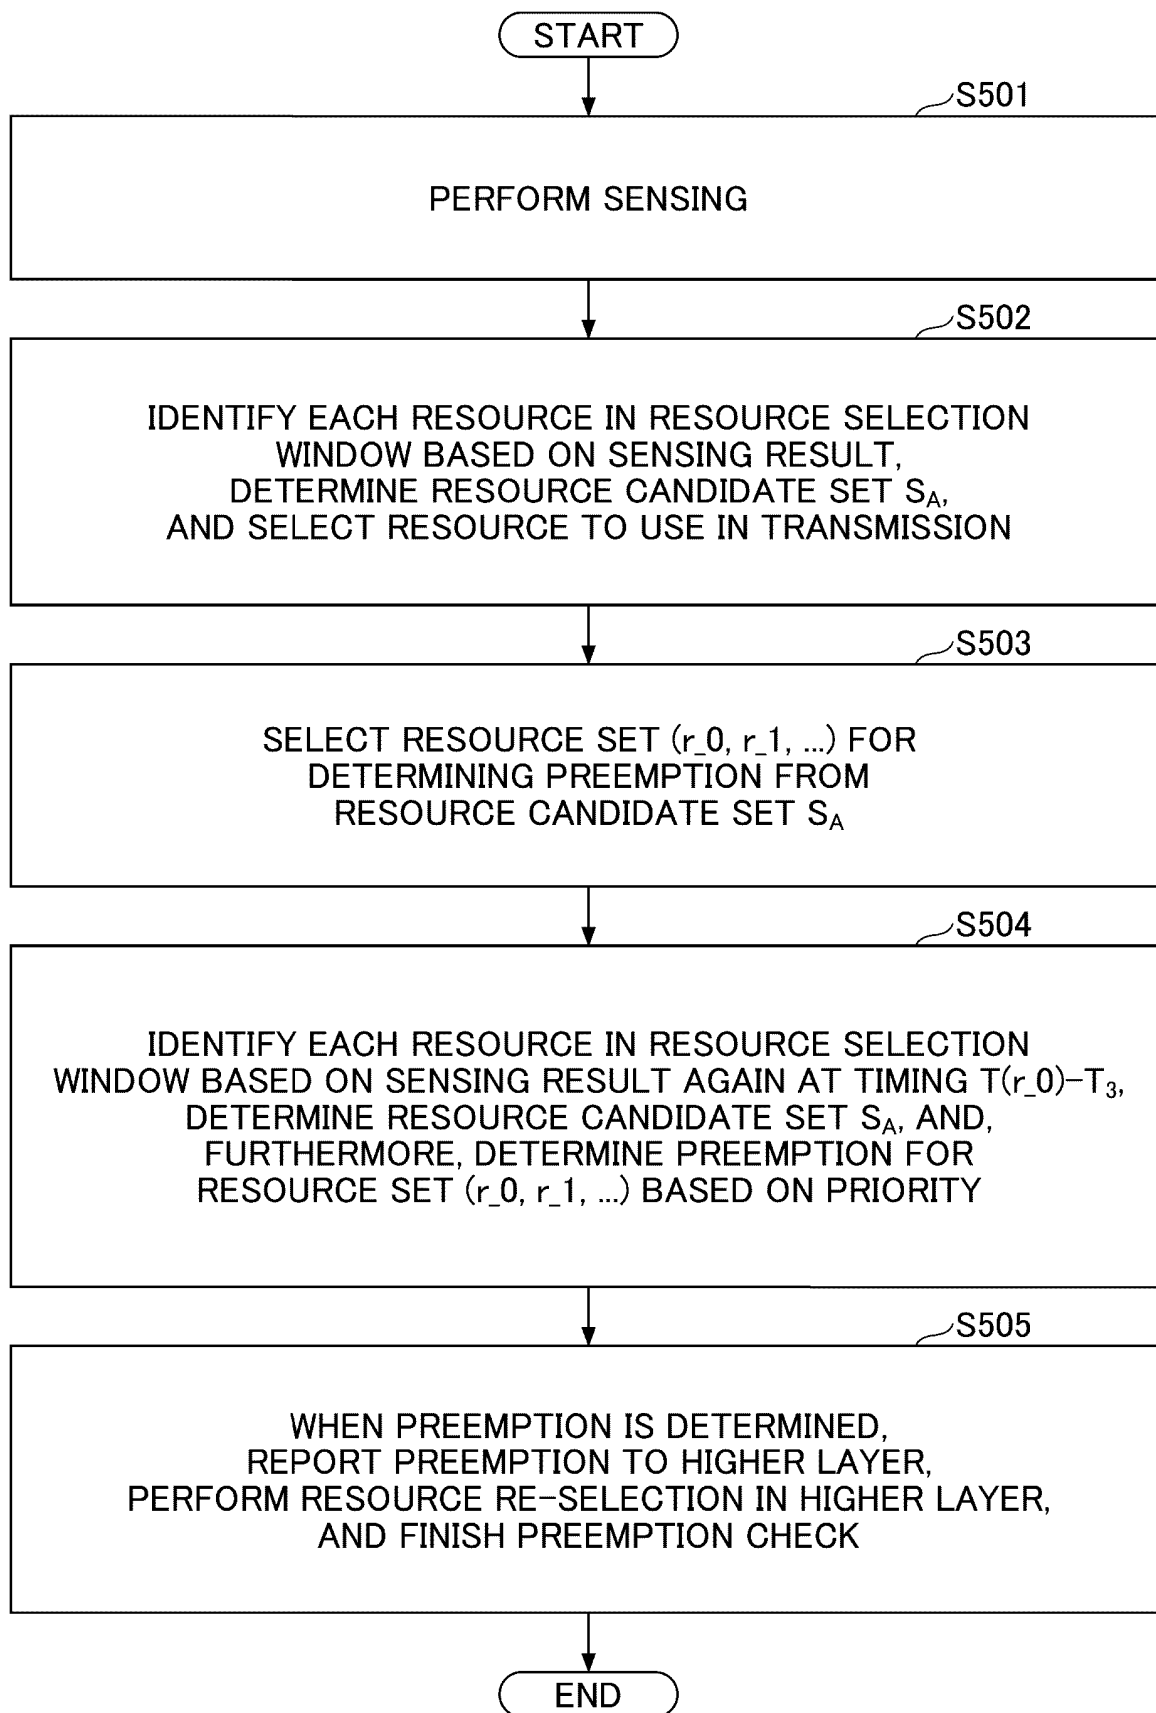 START
S501
PERFORM SENSING
S502
IDENTIFY EACH RESOURCE IN RESOURCE SELECTION
WINDOW BASED ON SENSING RESULT,
DETERMINE RESOURCE CANDIDATE SET S_A,
AND SELECT RESOURCE TO USE IN TRANSMISSION
S503
SELECT RESOURCE SET (r_0, r_1, ...) FOR
DETERMINING PREEMPTION FROM
RESOURCE CANDIDATE SET S_A
S504
IDENTIFY EACH RESOURCE IN RESOURCE SELECTION
WINDOW BASED ON SENSING RESULT AGAIN AT TIMING T(r_0)-T_3,
DETERMINE RESOURCE CANDIDATE SET S_A, AND,
FURTHERMORE, DETERMINE PREEMPTION FOR
RESOURCE SET (r_0, r_1, ...) BASED ON PRIORITY
S505
WHEN PREEMPTION IS DETERMINED,
REPORT PREEMPTION TO HIGHER LAYER,
PERFORM RESOURCE RE-SELECTION IN HIGHER LAYER,
AND FINISH PREEMPTION CHECK
END